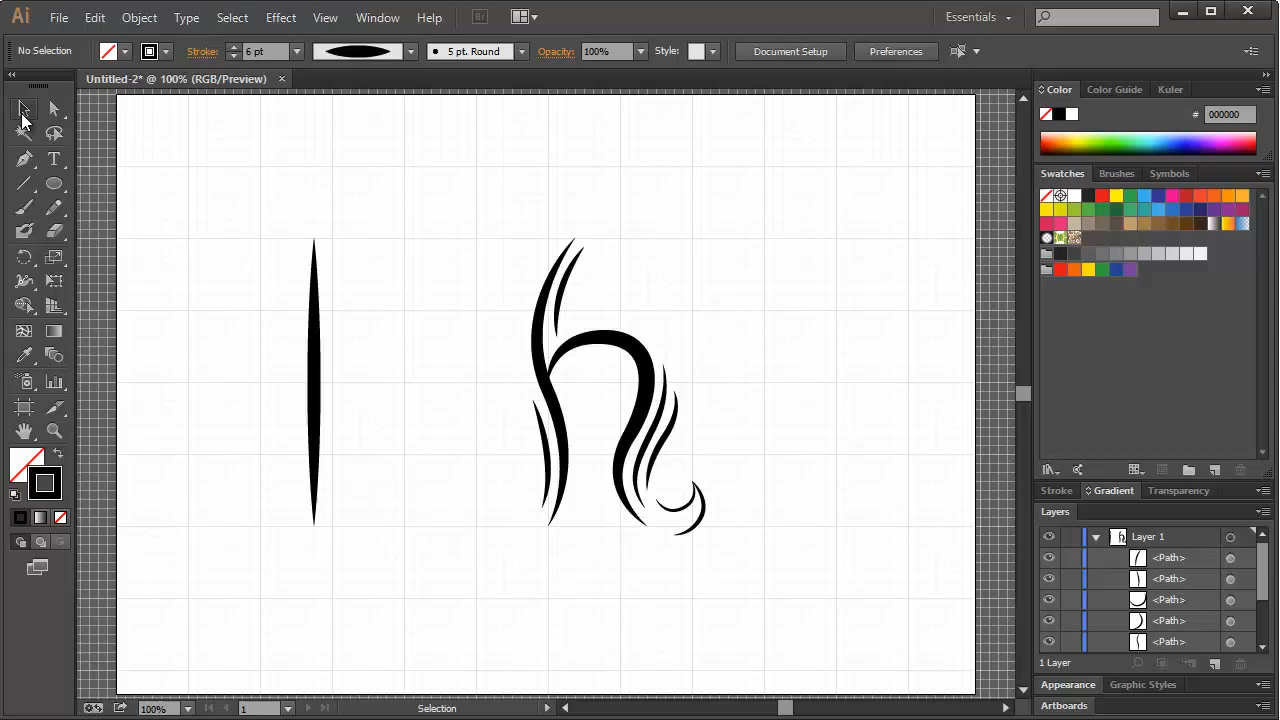 Ai File Edit Object Type Select Effect View Window Help Br Essentials
No Selection Stroke: 6 pt 5 pt. Round Opacity: 100% Style: Document Setup Preferences
Untitled-2* @ 100% (RGB/Preview) ×
Color Color Guide Kuler
# 000000
Swatches Brushes Symbols
T
h
Stroke Gradient Transparency
Layers
Layer 1
<Path>
<Path>
<Path>
<Path>
<Path>
1 Layer
Appearance Graphic Styles
Artboards
100% 1 Selection